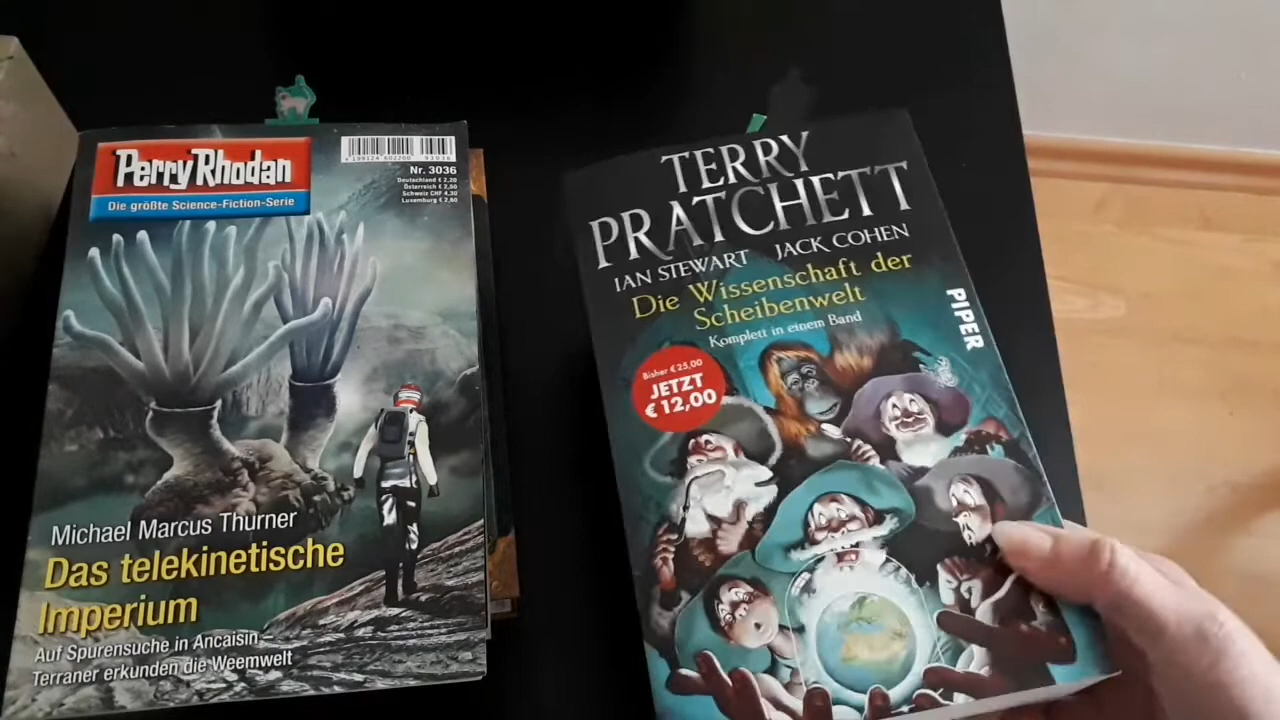 Perry Rhodan
Die größte Science-Fiction-Serie
Nr. 3036
Deutschland € 2,20
Österreich € 2,50
Schweiz CHF 4,30
Luxemburg € 2,60
Michael Marcus Thurner
Das telekinetische
Imperium
Auf Spurensuche in Ancaisin –
Terraner erkunden die Weemwelt
TERRY
PRATCHETT
IAN STEWART JACK COHEN
Die Wissenschaft der
Scheibenwelt
Komplett in einem Band
PIPER
Bisher € 25,00
JETZT
€ 12,00